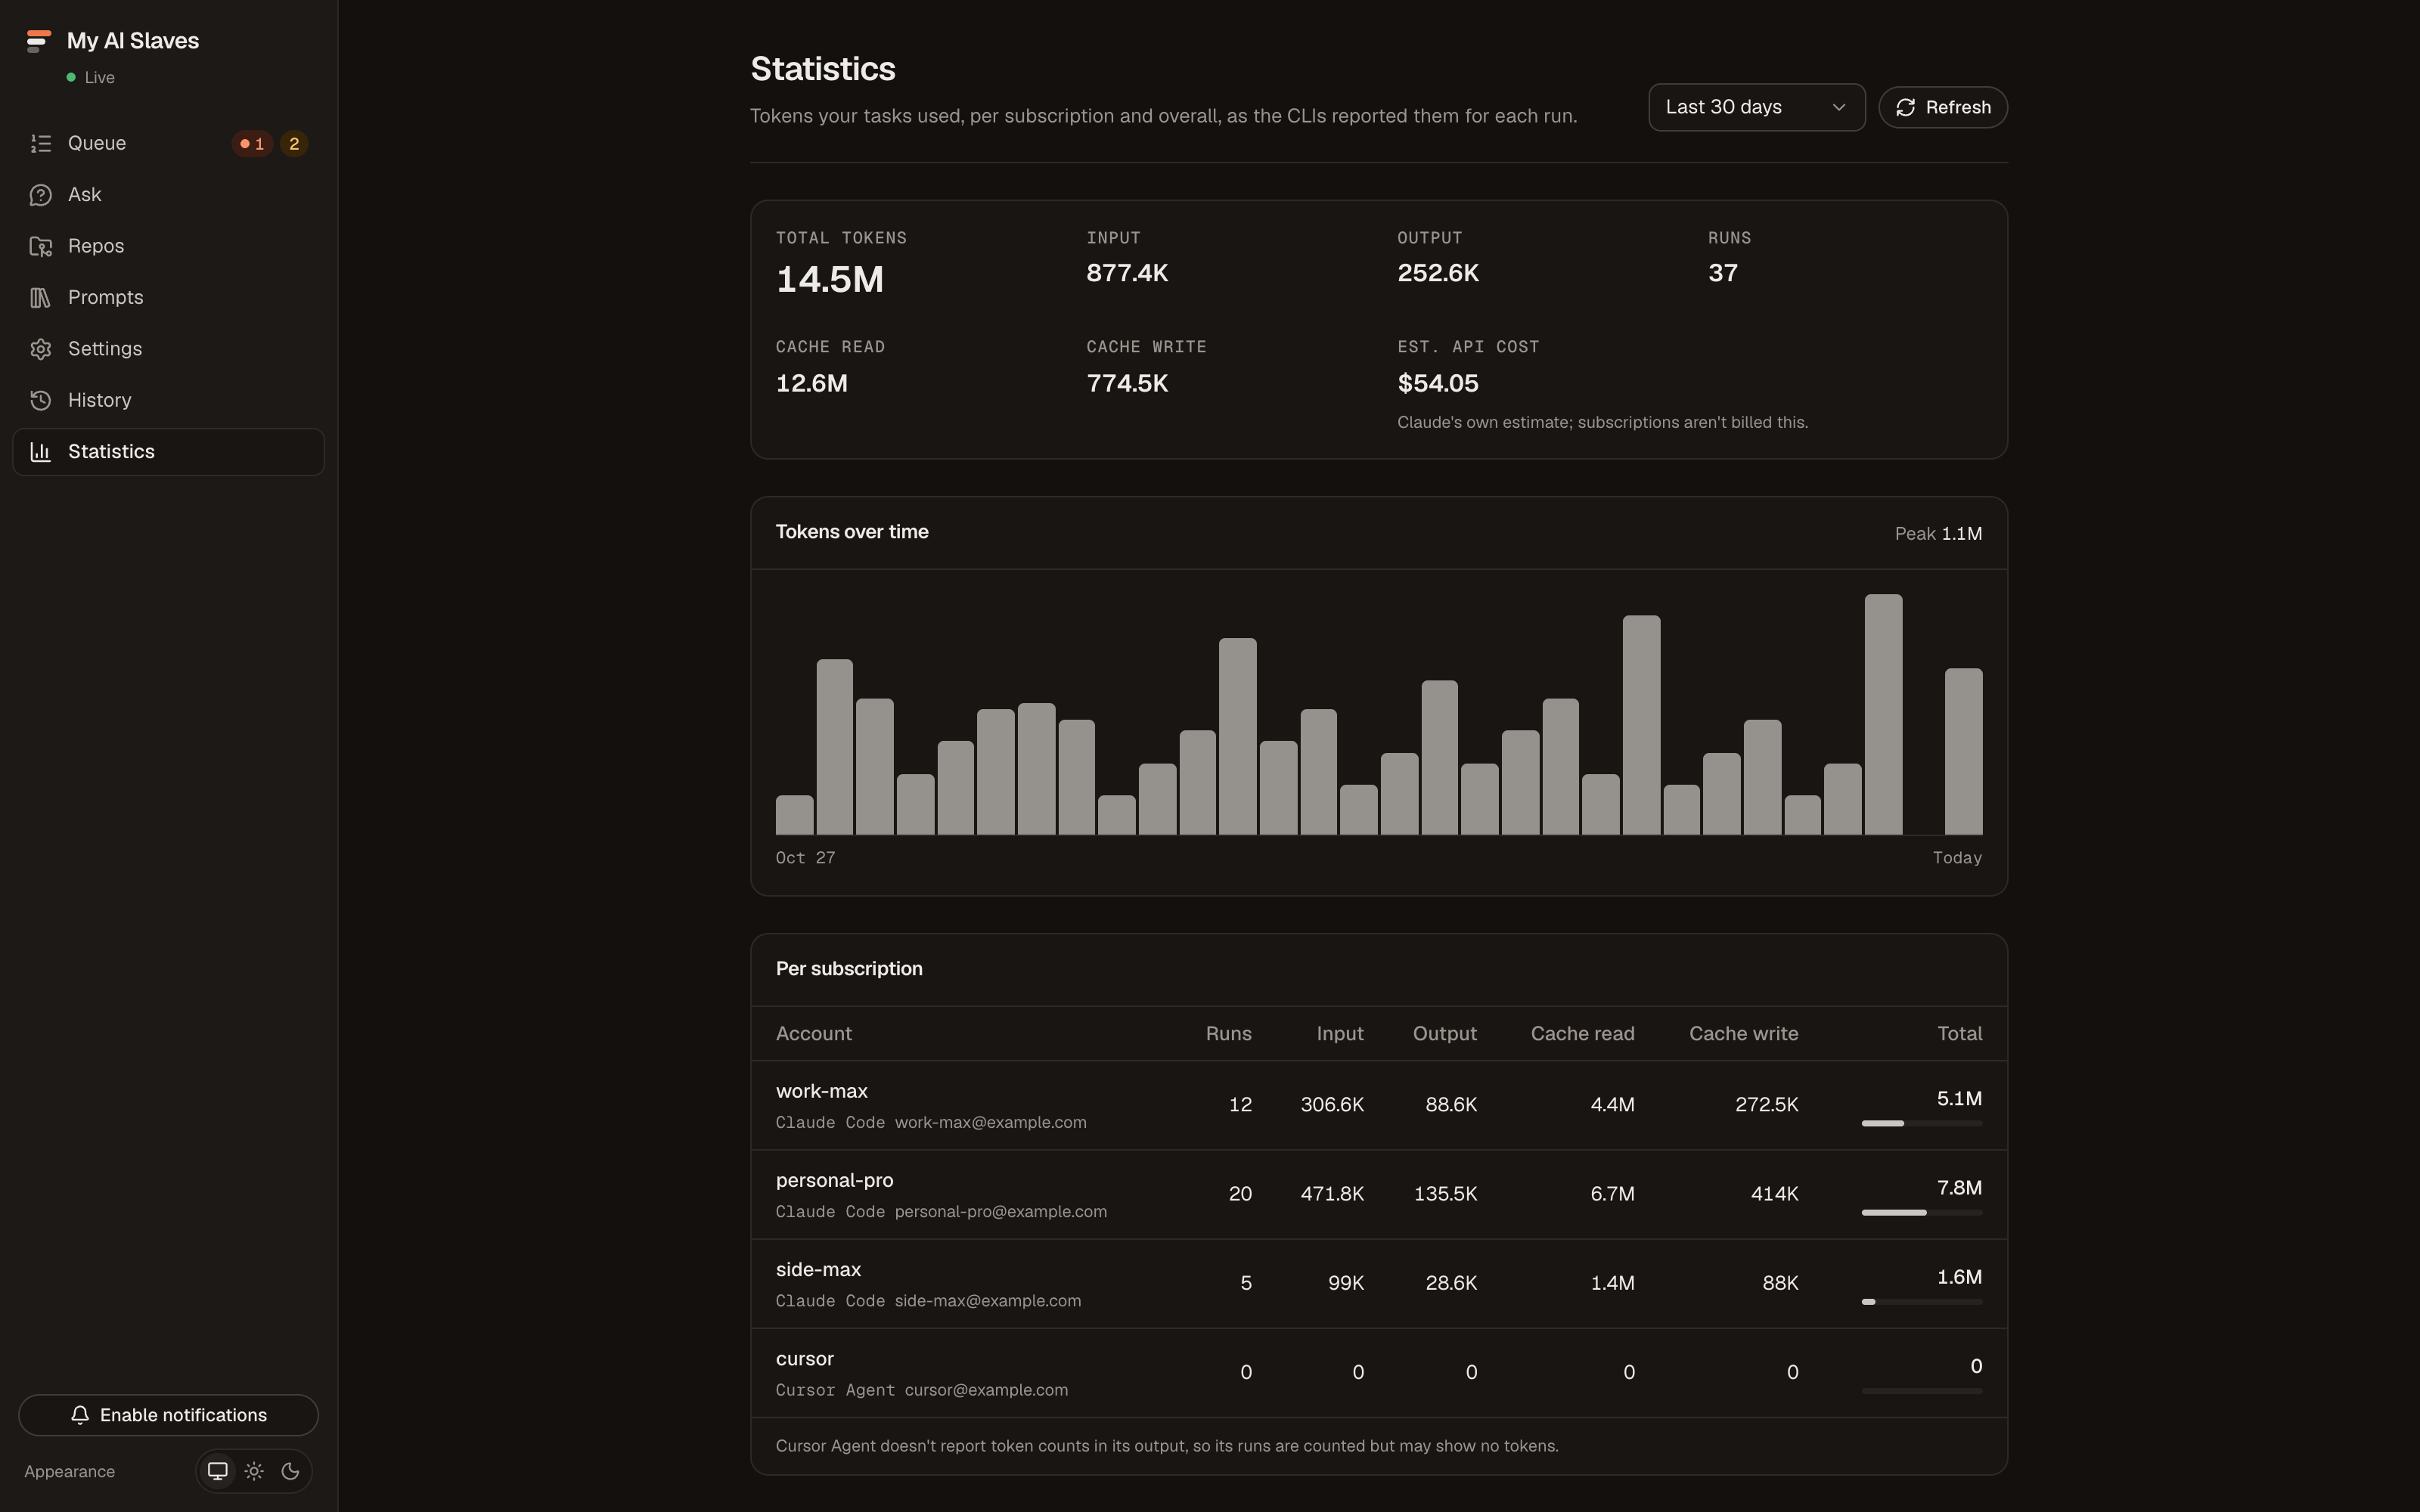 My AI Slaves
Live
Queue 1 2
Ask
Repos
Prompts
Settings
History
Statistics
Enable notifications
Appearance
Statistics
Tokens your tasks used, per subscription and overall, as the CLIs reported them for each run.
Last 30 days
Refresh
TOTAL TOKENS INPUT OUTPUT RUNS
14.5M 877.4K 252.6K 37
CACHE READ CACHE WRITE EST. API COST
12.6M 774.5K $54.05
Claude's own estimate; subscriptions aren't billed this.
Tokens over time Peak 1.1M
Oct 27 Today
Per subscription
Account Runs Input Output Cache read Cache write Total
work-max
Claude Code work-max@example.com
12 306.6K 88.6K 4.4M 272.5K 5.1M
personal-pro
Claude Code personal-pro@example.com
20 471.8K 135.5K 6.7M 414K 7.8M
side-max
Claude Code side-max@example.com
5 99K 28.6K 1.4M 88K 1.6M
cursor
Cursor Agent cursor@example.com
0 0 0 0 0 0
Cursor Agent doesn't report token counts in its output, so its runs are counted but may show no tokens.